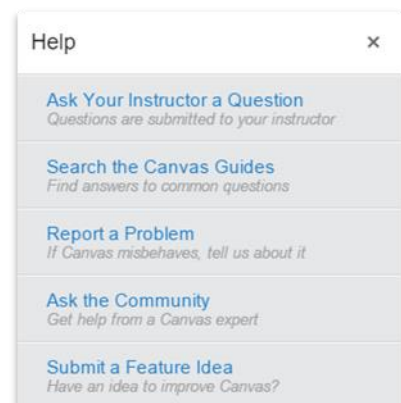 Help ×
Ask Your Instructor a Question
Questions are submitted to your instructor
Search the Canvas Guides
Find answers to common questions
Report a Problem
If Canvas misbehaves, tell us about it
Ask the Community
Get help from a Canvas expert
Submit a Feature Idea
Have an idea to improve Canvas?